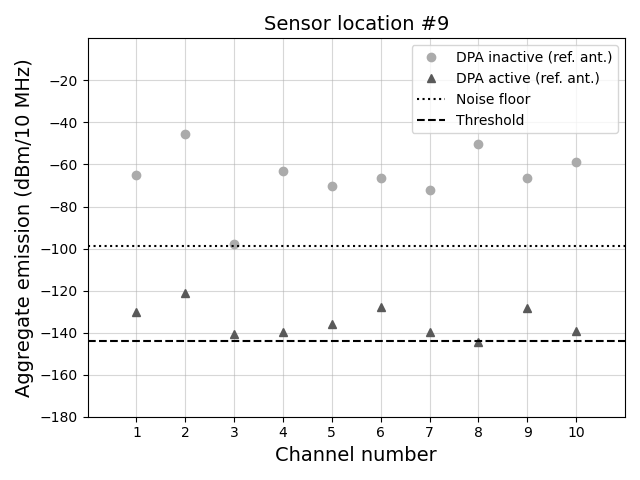 Sensor location #9
Aggregate emission (dBm/10 MHz)
−20
−40
−60
−80
−100
−120
−140
−160
−180
DPA inactive (ref. ant.)
DPA active (ref. ant.)
Noise floor
Threshold
1 2 3 4 5 6 7 8 9 10
Channel number